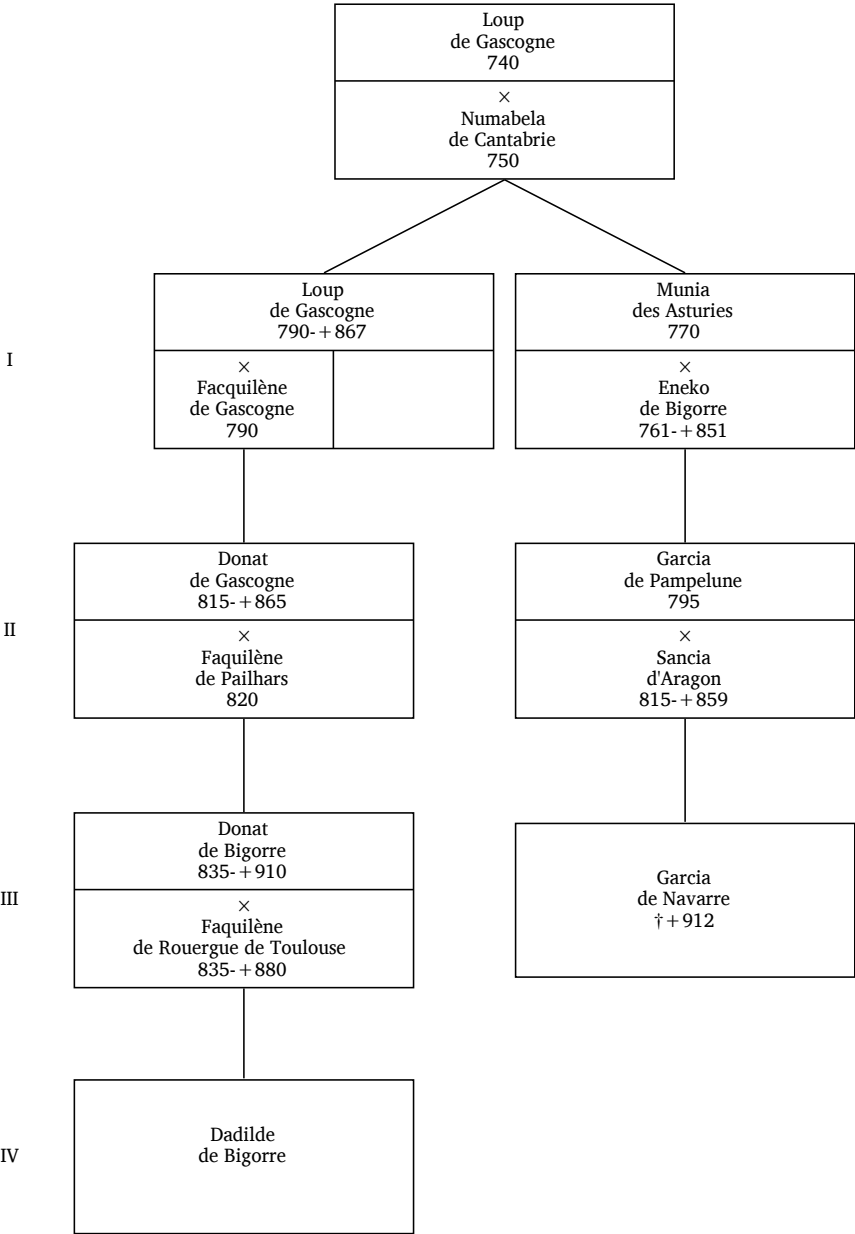 Loup
de Gascogne
740
×
Numabela
de Cantabrie
750
I
Loup
de Gascogne
790-+867
×
Facquilène
de Gascogne
790
Munia
des Asturies
770
×
Eneko
de Bigorre
761-+851
II
Donat
de Gascogne
815-+865
×
Faquilène
de Pailhars
820
Garcia
de Pampelune
795
×
Sancia
d'Aragon
815-+859
III
Donat
de Bigorre
835-+910
×
Faquilène
de Rouergue de Toulouse
835-+880
Garcia
de Navarre
†+912
IV
Dadilde
de Bigorre